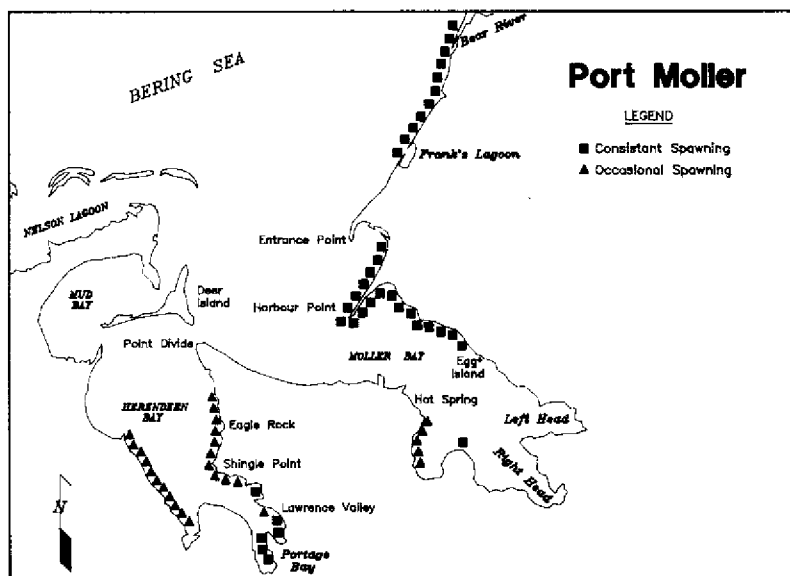 Bear River
BERING SEA
Port Moller
LEGEND
Consistant Spawning
Occasional Spawning
Frank's Lagoon
NELSON LAGOON
Entrance Point
Deer
Island
MUD
BAY
Harbour Point
Point Divide
MOLLER BAY
Egg
Island
Hot Spring
HERENDEEN
BAY
Left Head
Eagle Rock
Right Head
Shingle Point
N
Lawrence Valley
Portage
Bay